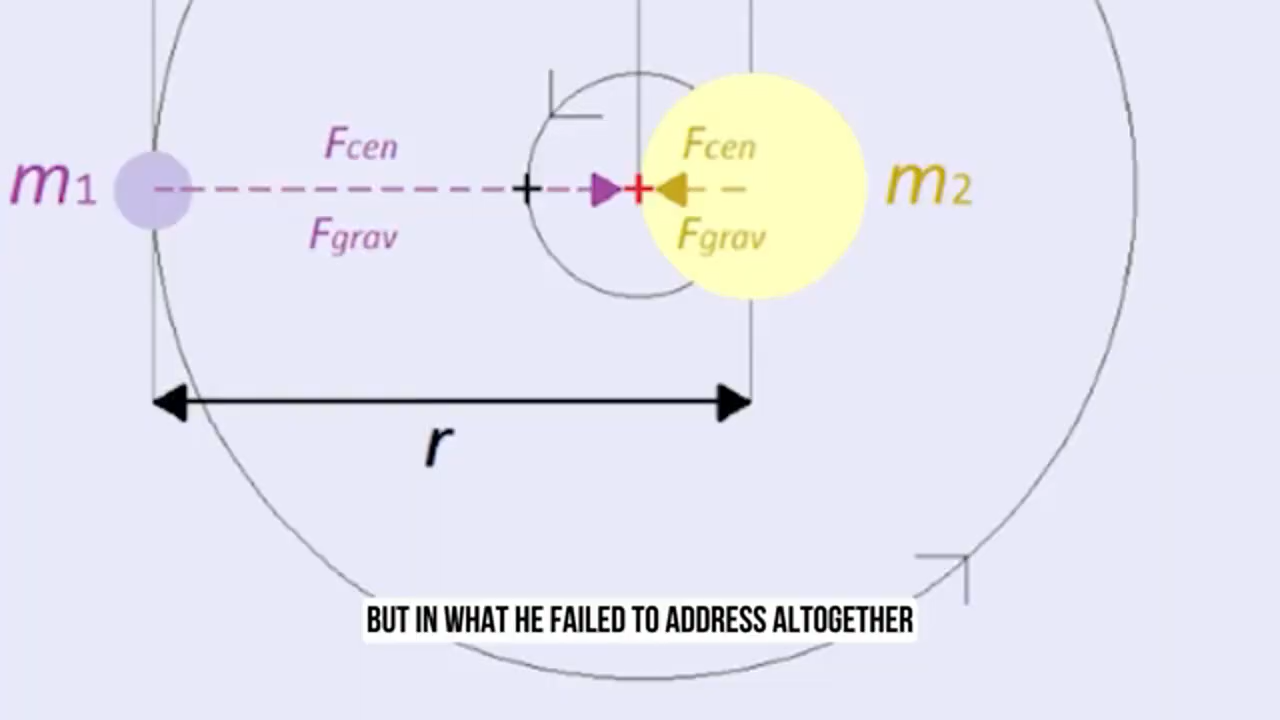 Fcen
Fcen
m1
m2
Fgrav
Fgrav
r
BUT IN WHAT HE FAILED TO ADDRESS ALTOGETHER